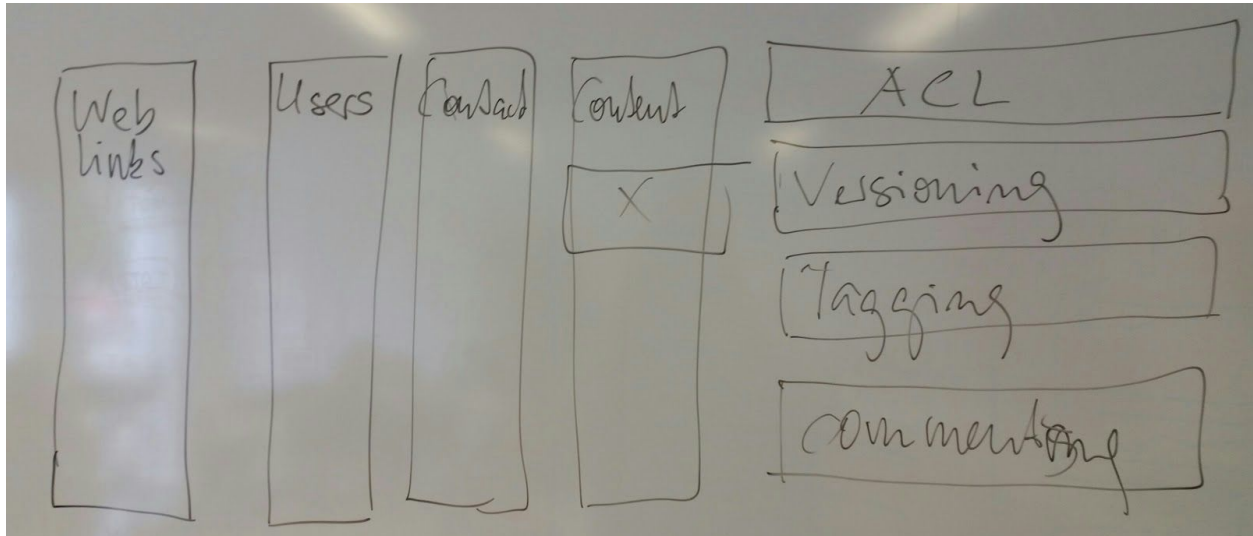 Web
links
Users
Contact
Content
X
ACL
Versioning
Tagging
Commenting